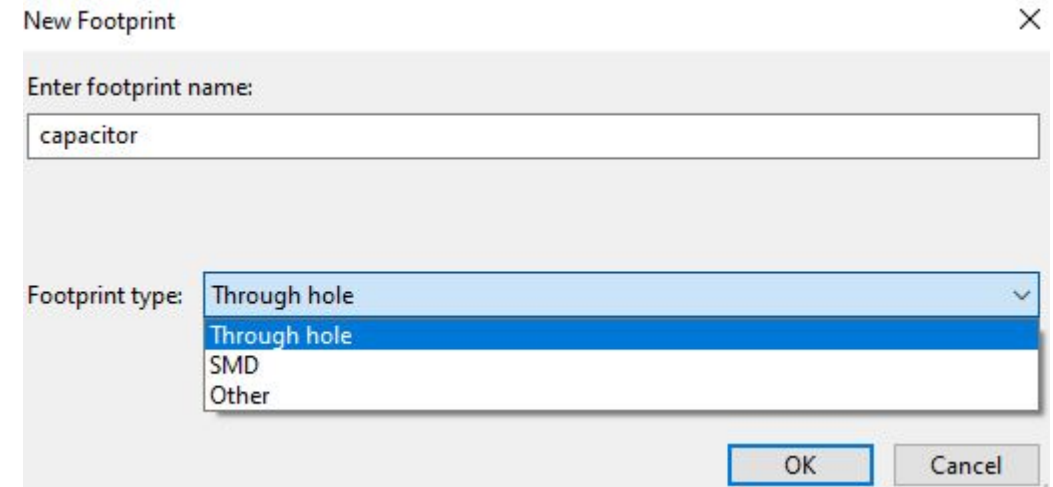 New Footprint
Enter footprint name:
capacitor
Footprint type: Through hole
Through hole
SMD
Other
OK Cancel